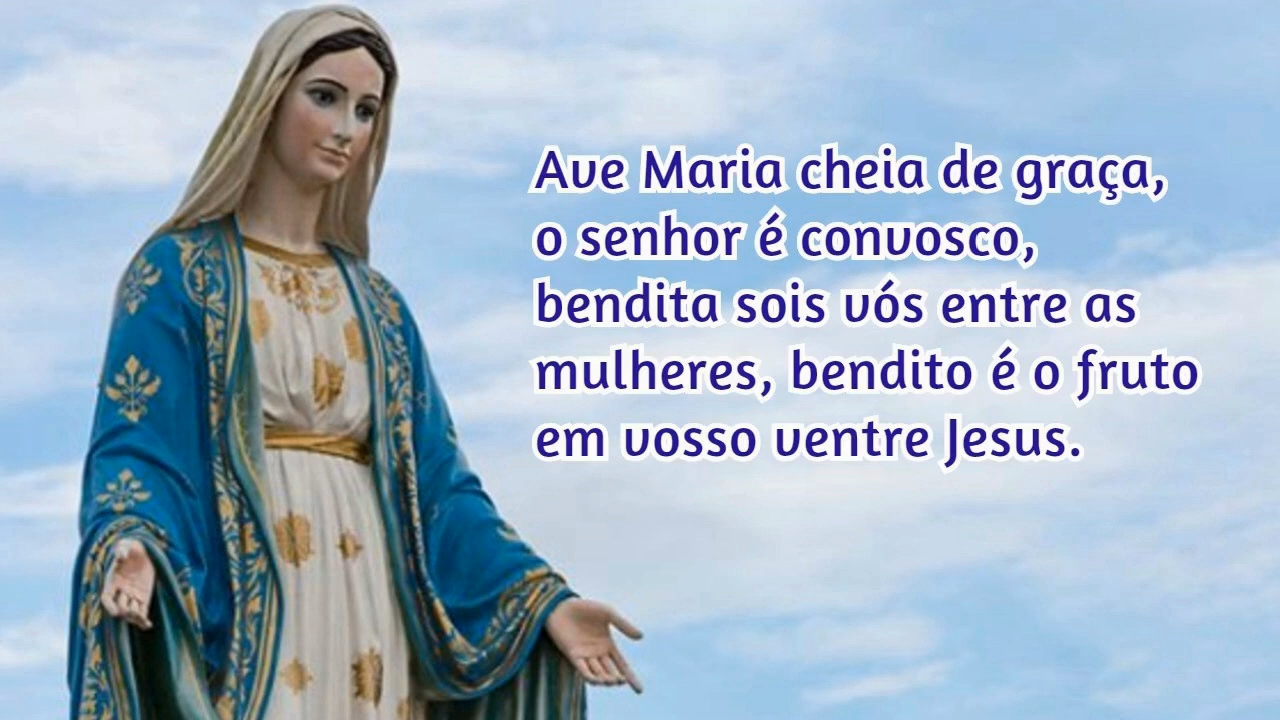 Ave Maria cheia de graça,
o senhor é convosco,
bendita sois vós entre as
mulheres, bendito é o fruto
em vosso ventre Jesus.